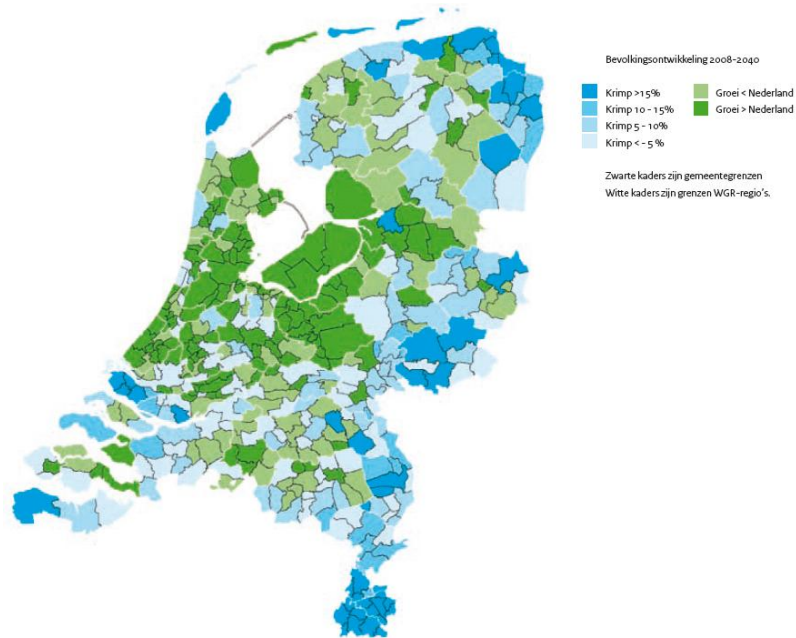 Bevolkingsontwikkeling 2008-2040
Krimp >15%
Groei < Nederland
Krimp 10 - 15%
Groei > Nederland
Krimp 5 - 10%
Krimp < - 5 %
Zwarte kaders zijn gemeentegrenzen
Witte kaders zijn grenzen WGR-regio's.